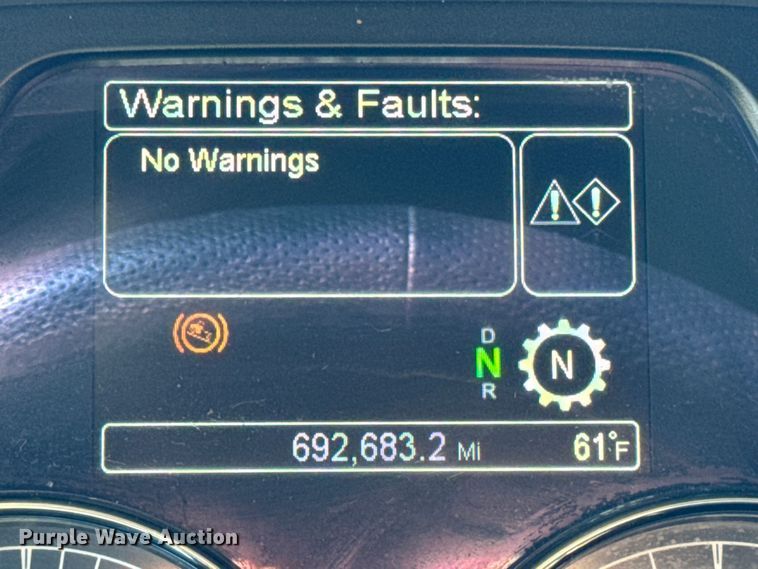 Warnings & Faults:
No Warnings
D
N
R
N
692,683.2 Mi
61°F
Purple Wave Auction